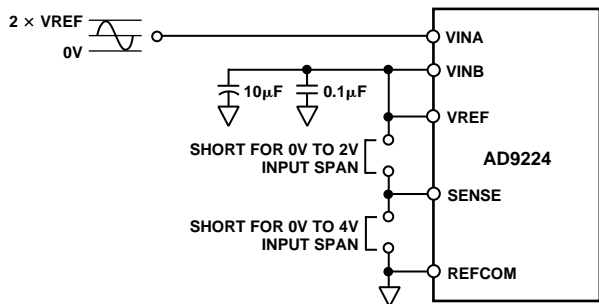 2 × VREF
0V
VINA
VINB
10µF
0.1µF
VREF
SHORT FOR 0V TO 2V
INPUT SPAN
AD9224
SENSE
SHORT FOR 0V TO 4V
INPUT SPAN
REFCOM